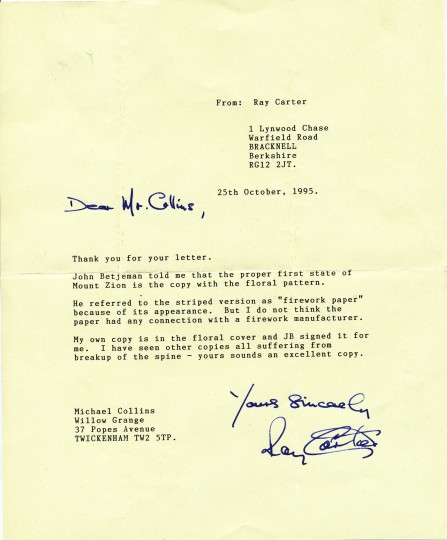 From: Ray Carter
1 Lynwood Chase
Warfield Road
BRACKNELL
Berkshire
RG12 2JT.
25th October, 1995.
Dear Mr. Collins,
Thank you for your letter.
John Betjeman told me that the proper first state of
Mount Zion is the copy with the floral pattern.
He referred to the striped version as "firework paper"
because of its appearance. But I do not think the
paper had any connection with a firework manufacturer.
My own copy is in the floral cover and JB signed it for
me. I have seen other copies all suffering from
breakup of the spine - yours sounds an excellent copy.
Yours Sincerely
Ray Carter
Michael Collins
Willow Grange
37 Popes Avenue
TWICKENHAM TW2 5TP.